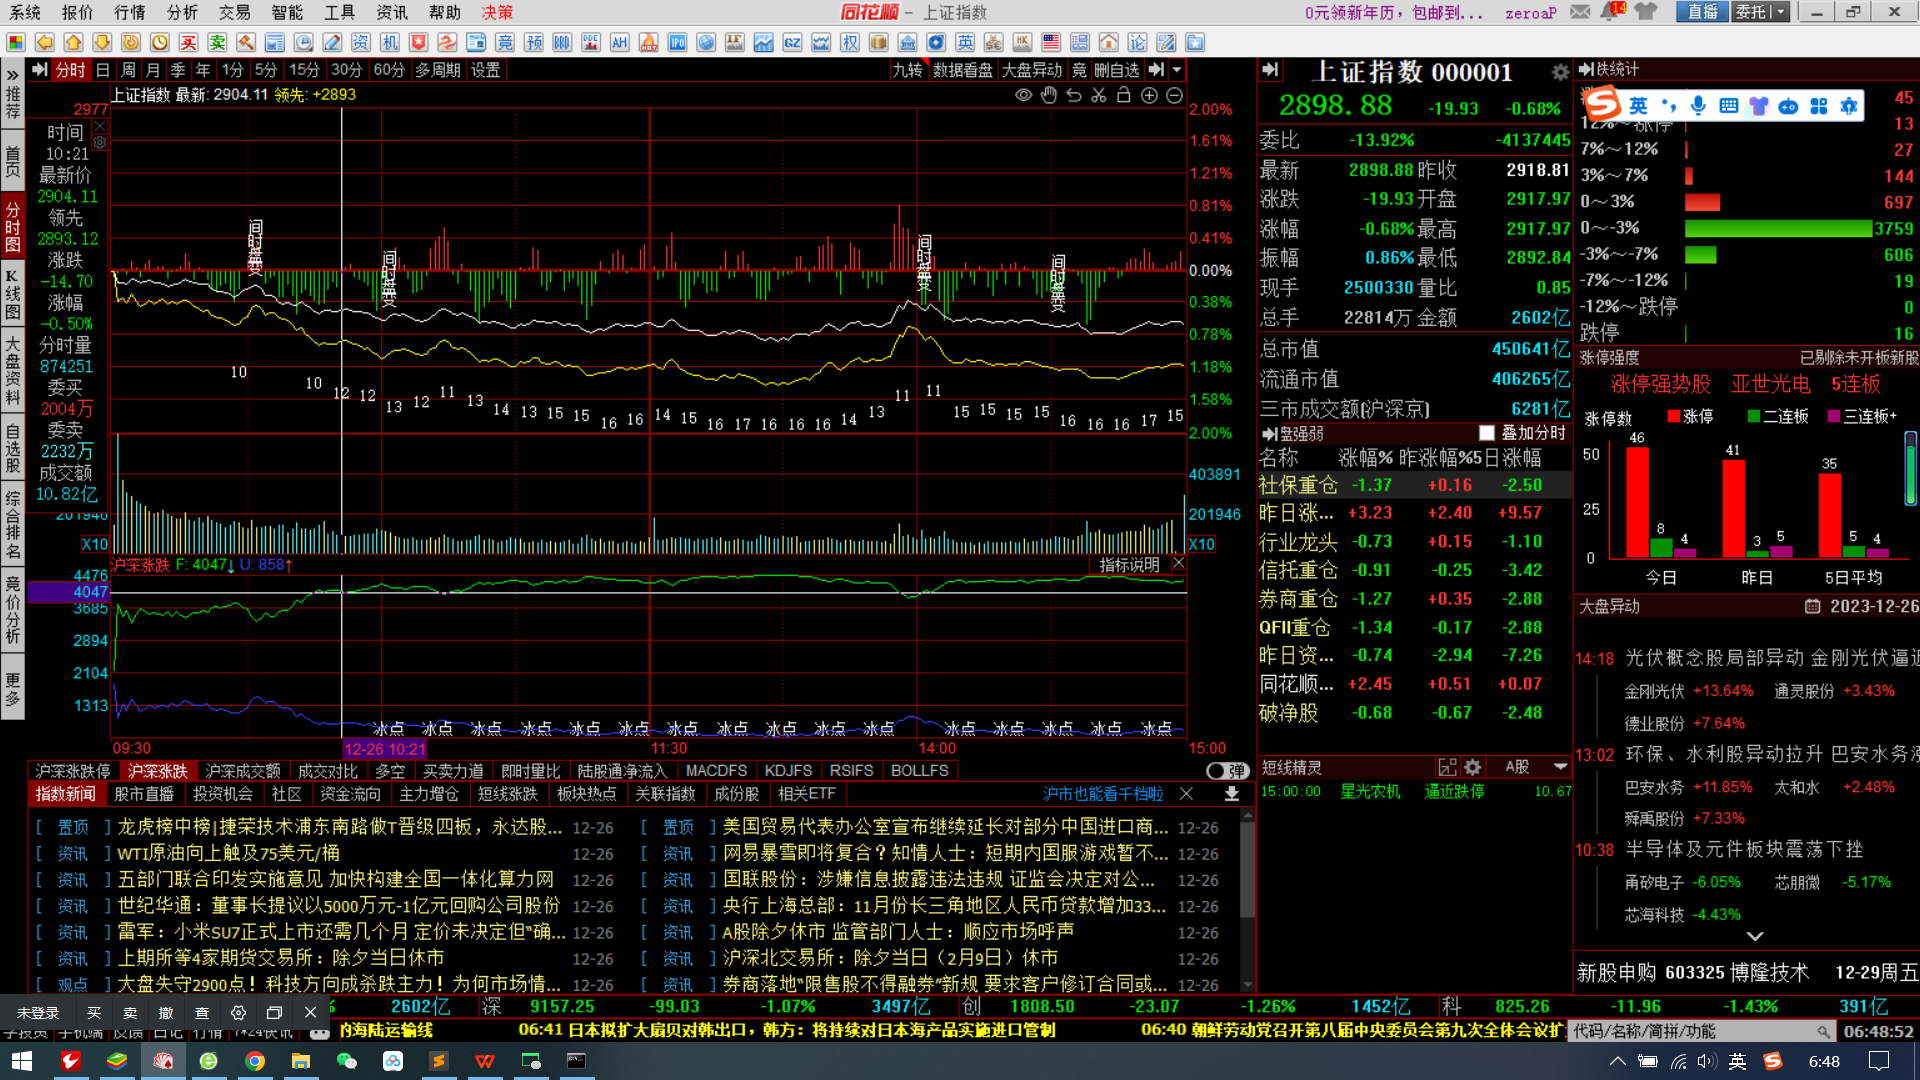 系统 报价 行情 分析 交易 智能 工具 资讯 帮助 决策
同花顺 - 上证指数
0元领新年历，包邮到... zeroaP 14 直播 委托
买 卖 资 机 竞 预 AH IPO GZ 权 英 HK 论
分时 日 周 月 季 年 1分 5分 15分 30分 60分 多周期 设置
九转 数据看盘 大盘异动 竞 删自选
推荐
首页
分时图
K线图
大盘资料
自选股
综合排名
竞价分析
更多
上证指数 最新: 2904.11 领先: +2893
2977
时间
10:21
最新价
2904.11
领先
2893.12
涨跌
-14.70
涨幅
-0.50%
分时量
874251
委买
2004万
委卖
2232万
成交额
10.82亿
201946
X10
2.00%
1.61%
1.21%
0.81%
0.41%
0.00%
0.38%
0.78%
1.18%
1.58%
2.00%
403891
201946
X10
10 10 12 12 13 12 11 13 14 13 15 15 16 16 14 15 16 17 16 16 16 14 13 11 11 15 15 15 15 16 16 16 17 15
沪深涨跌 F: 4047↓ U: 858↑
指标说明
4476
4047
3685
2894
2104
1313
冰点 冰点 冰点 冰点 冰点 冰点 冰点 冰点 冰点 冰点 冰点 冰点 冰点 冰点 冰点 冰点
09:30 12-26 10:21 11:30 14:00 15:00
沪深涨跌停 沪深涨跌 沪深成交额 成交对比 多空 买卖力道 即时量比 陆股通净流入 MACDFS KDJFS RSIFS BOLLFS 弹
指数新闻 股市直播 投资机会 社区 资金流向 主力增仓 短线涨跌 板块热点 关联指数 成份股 相关ETF 沪市也能看千档啦
[ 置顶 ] 龙虎榜中榜|捷荣技术浦东南路做T晋级四板，永达股... 12-26
[ 资讯 ] WTI原油向上触及75美元/桶 12-26
[ 资讯 ] 五部门联合印发实施意见 加快构建全国一体化算力网 12-26
[ 资讯 ] 世纪华通：董事长提议以5000万元-1亿元回购公司股份 12-26
[ 资讯 ] 雷军：小米SU7正式上市还需几个月 定价未决定但"确... 12-26
[ 资讯 ] 上期所等4家期货交易所：除夕当日休市 12-26
[ 观点 ] 大盘失守2900点！科技方向成杀跌主力！为何市场情... 12-26
[ 置顶 ] 美国贸易代表办公室宣布继续延长对部分中国进口商... 12-26
[ 资讯 ] 网易暴雪即将复合？知情人士：短期内国服游戏暂不... 12-26
[ 资讯 ] 国联股份：涉嫌信息披露违法违规 证监会决定对公... 12-26
[ 资讯 ] 央行上海总部：11月份长三角地区人民币贷款增加33... 12-26
[ 资讯 ] A股除夕休市 监管部门人士：顺应市场呼声 12-26
[ 资讯 ] 沪深北交易所：除夕当日（2月9日）休市 12-26
[ 资讯 ] 券商落地"限售股不得融券"新规 要求客户修订合同或... 12-26
上证指数 000001
2898.88 -19.93 -0.68%
委比 -13.92% -4137445
最新 2898.88 昨收 2918.81
涨跌 -19.93 开盘 2917.97
涨幅 -0.68% 最高 2917.97
振幅 0.86% 最低 2892.84
现手 2500330 量比 0.85
总手 22814万 金额 2602亿
总市值 450641亿
流通市值 406265亿
三市成交额(沪深京) 6281亿
盘强弱 叠加分时
名称 涨幅% 昨涨幅% 5日涨幅
社保重仓 -1.37 +0.16 -2.50
昨日涨... +3.23 +2.40 +9.57
行业龙头 -0.73 +0.15 -1.10
信托重仓 -0.91 -0.25 -3.42
券商重仓 -1.27 +0.35 -2.88
QFII重仓 -1.34 -0.17 -2.88
昨日资... -0.74 -2.94 -7.26
同花顺... +2.45 +0.51 +0.07
破净股 -0.68 -0.67 -2.48
短线精灵 A股
15:00:00 星光农机 逼近跌停 10.67
跌统计
英
45
12%～涨停 13
7%～12% 27
3%～7% 144
0～3% 697
0～-3% 3759
-3%～-7% 606
-7%～-12% 19
-12%～跌停 0
跌停 16
涨停强度 已剔除未开板新股
涨停强势股 亚世光电 5连板
涨停数 涨停 二连板 三连板+
50
25
0
46 8 4
41 3 5
35 5 4
今日 昨日 5日平均
大盘异动 2023-12-26
14:18 光伏概念股局部异动 金刚光伏逼近
金刚光伏 +13.64% 通灵股份 +3.43%
德业股份 +7.64%
13:02 环保、水利股异动拉升 巴安水务涨
巴安水务 +11.85% 太和水 +2.48%
舜禹股份 +7.33%
10:38 半导体及元件板块震荡下挫
甬矽电子 -6.05% 芯朋微 -5.17%
芯海科技 -4.43%
新股申购 603325 博隆技术 12-29周五
未登录 买 卖 撤 查
% 2602亿 深 9157.25 -99.03 -1.07% 3497亿 创 1808.50 -23.07 -1.26% 1452亿 科 825.26 -11.96 -1.43% 391亿
的海陆运输线 06:41 日本拟扩大扇贝对韩出口，韩方：将持续对日本海产品实施进口管制 06:40 朝鲜劳动党召开第八届中央委员会第九次全体会议扩
代码/名称/简拼/功能 06:48:52
英 6:48